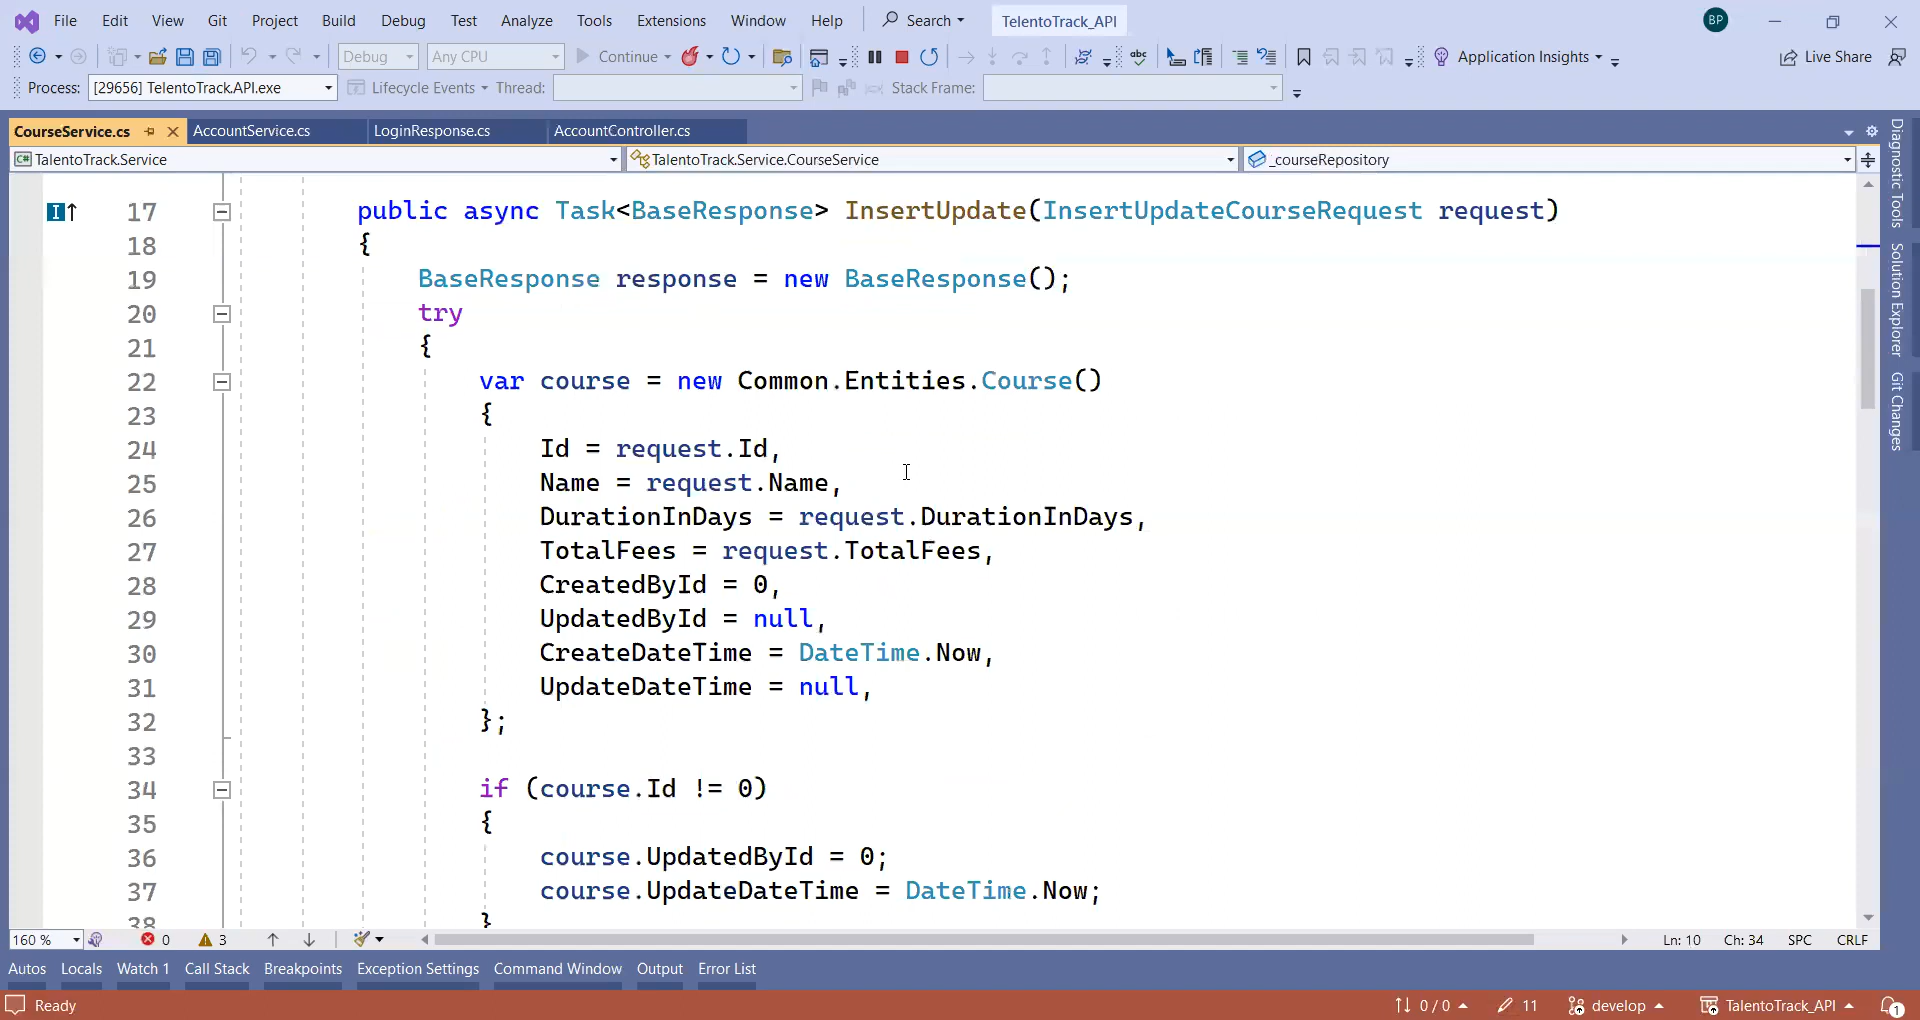 File Edit View Git Project Build Debug Test Analyze Tools Extensions Window Help Search TelentoTrack_API BP
Debug Any CPU Continue abc Application Insights Live Share
Process: [29656] TelentoTrack.API.exe Lifecycle Events Thread: Stack Frame:
CourseService.cs AccountService.cs LoginResponse.cs AccountController.cs
C# TalentoTrack.Service TalentoTrack.Service.CourseService _courseRepository
17 public async Task<BaseResponse> InsertUpdate(InsertUpdateCourseRequest request)
18 {
19 BaseResponse response = new BaseResponse();
20 try
21 {
22 var course = new Common.Entities.Course()
23 {
24 Id = request.Id,
25 Name = request.Name,
26 DurationInDays = request.DurationInDays,
27 TotalFees = request.TotalFees,
28 CreatedById = 0,
29 UpdatedById = null,
30 CreateDateTime = DateTime.Now,
31 UpdateDateTime = null,
32 };
33
34 if (course.Id != 0)
35 {
36 course.UpdatedById = 0;
37 course.UpdateDateTime = DateTime.Now;
38 }
Diagnostic Tools
Solution Explorer
Git Changes
160 % 0 3 Ln: 10 Ch: 34 SPC CRLF
Autos Locals Watch 1 Call Stack Breakpoints Exception Settings Command Window Output Error List
Ready 0 / 0 11 develop TalentoTrack_API 1